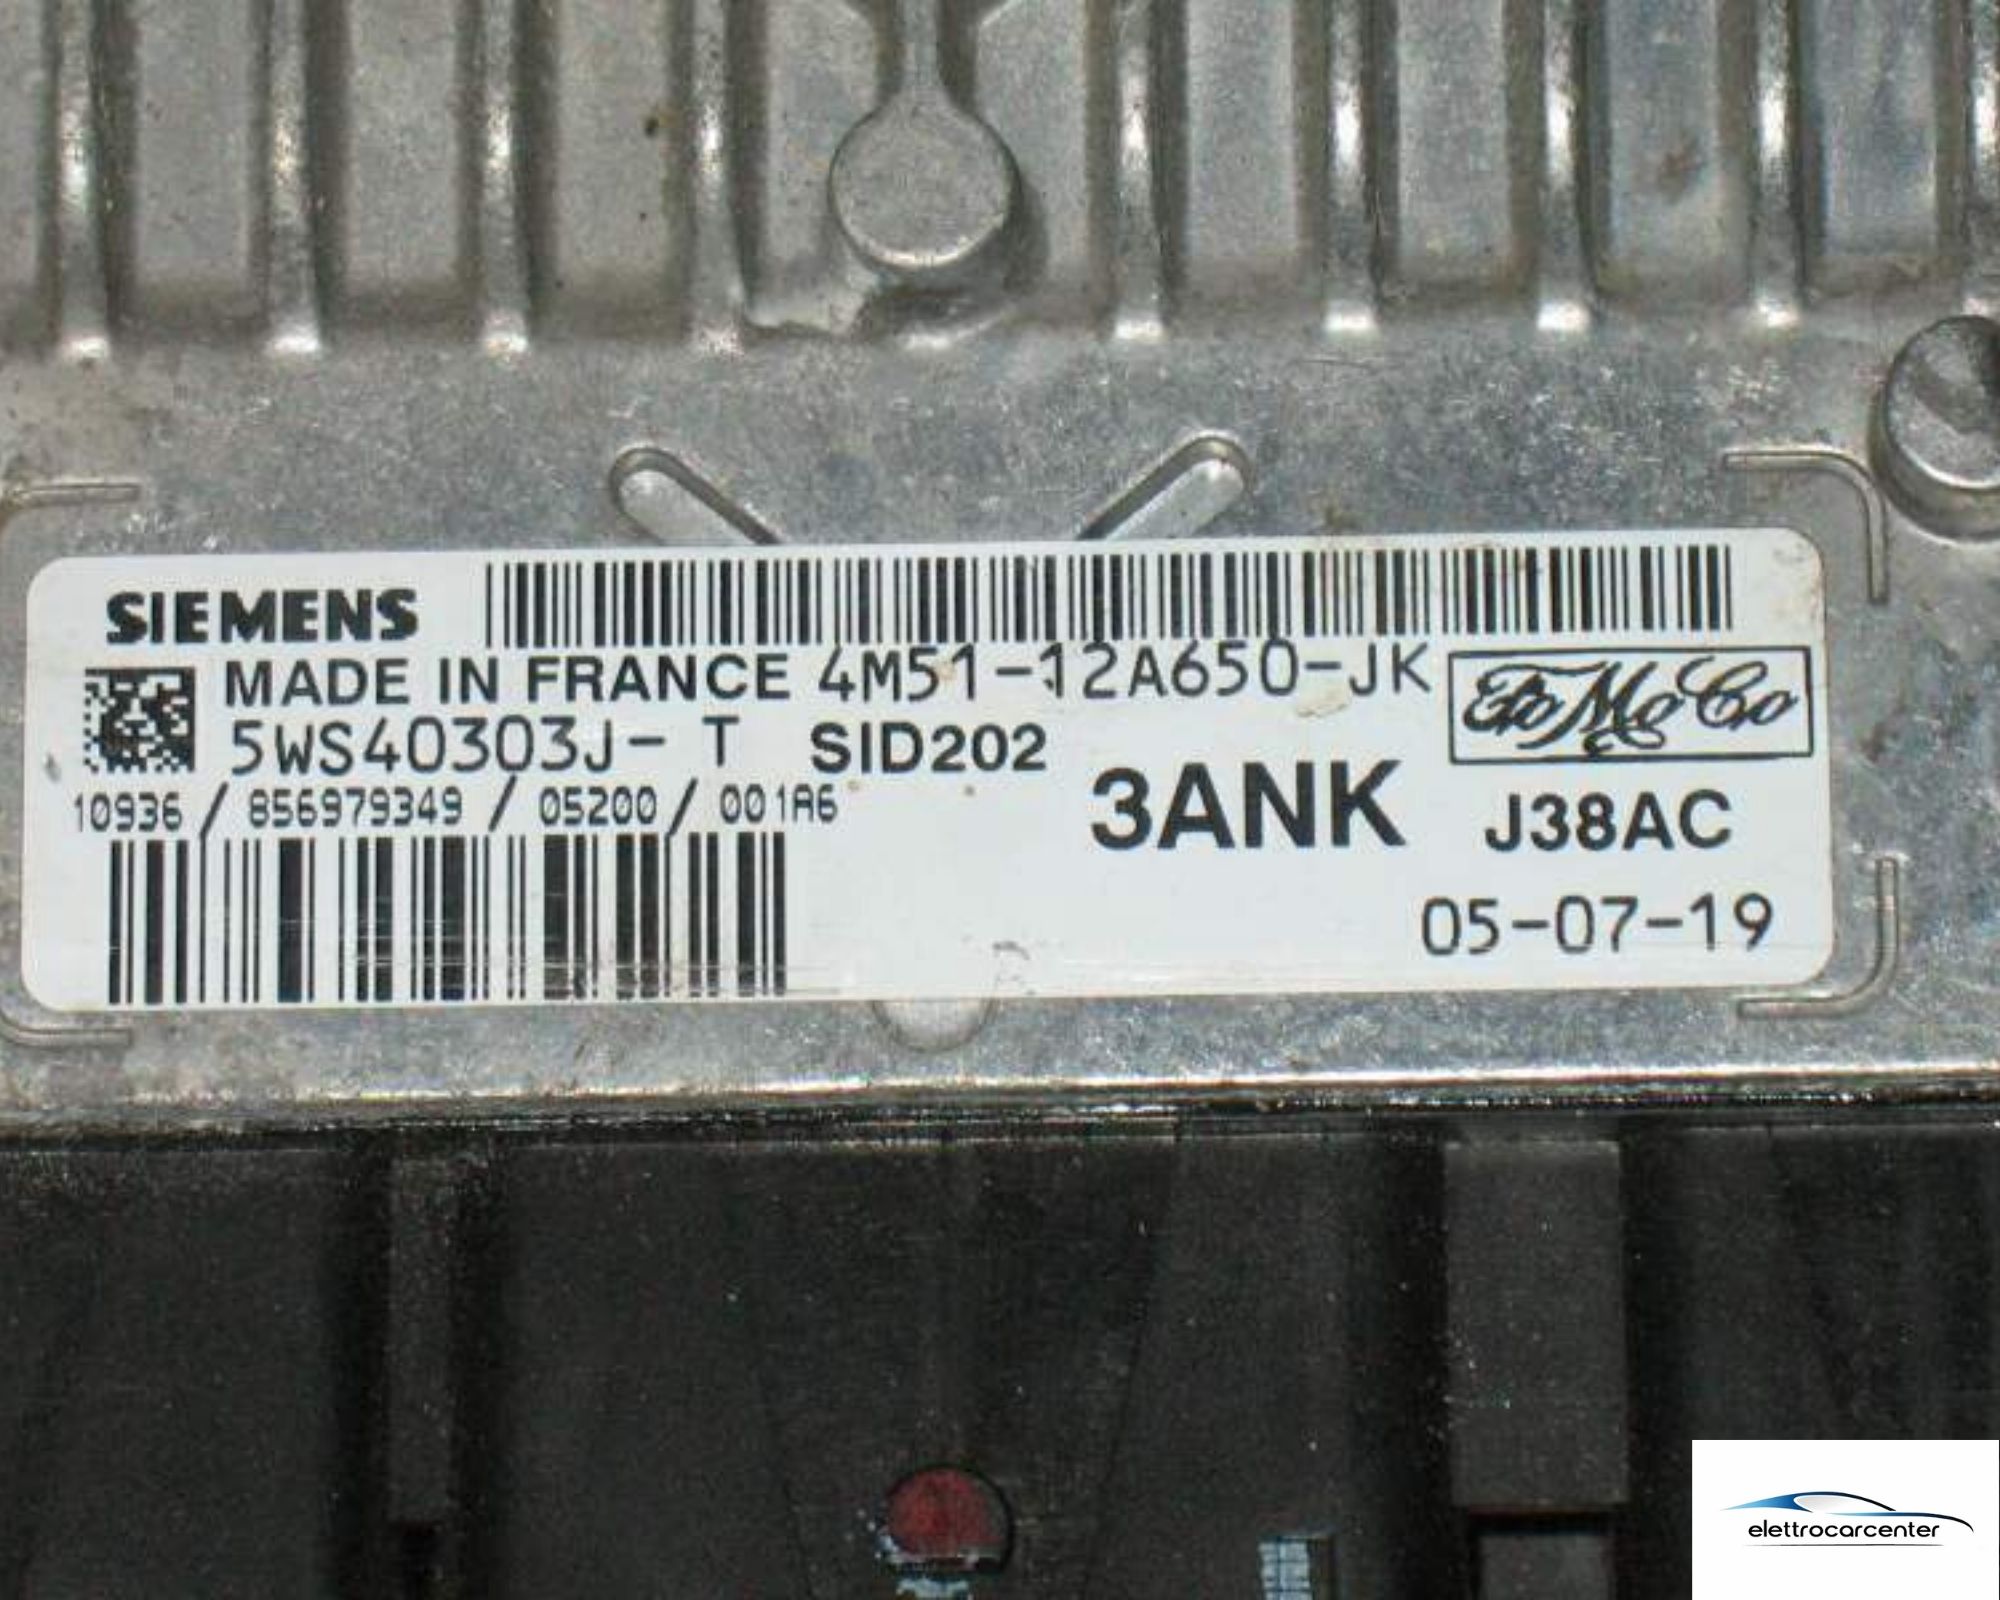 SIEMENS
MADE IN FRANCE 4M51-12A650-JK
FoMoCo
5WS40303J- T SID202
10936 / 856979349 / 05200 / 001A6
3ANK J38AC
05-07-19
elettrocarcenter